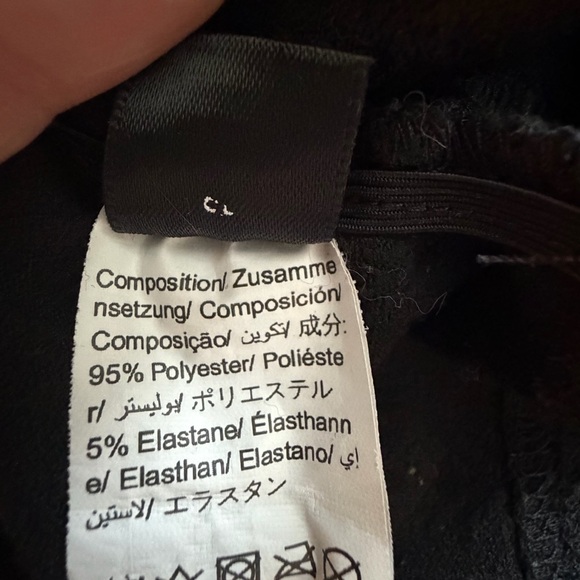 Composition/ Zusamme
nsetzung/ Composición/
Composição/ تكوين/ 成分:
95% Polyester/ Poliéste
r/ بوليستر/ ポリエステル
5% Elastane/ Élasthann
e/ Elasthan/ Elastano/ إي
لاستين/ エラスタン